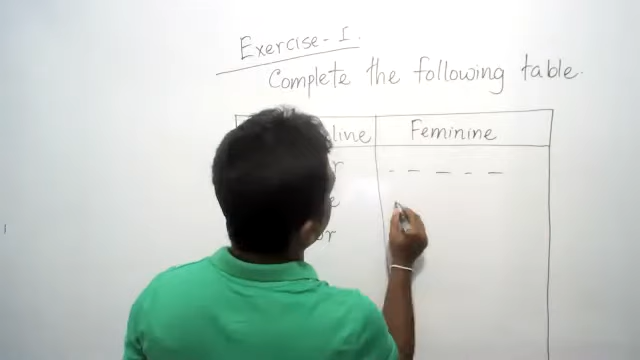 Exercise - I.
Complete the following table.
Feminine
- - - - -